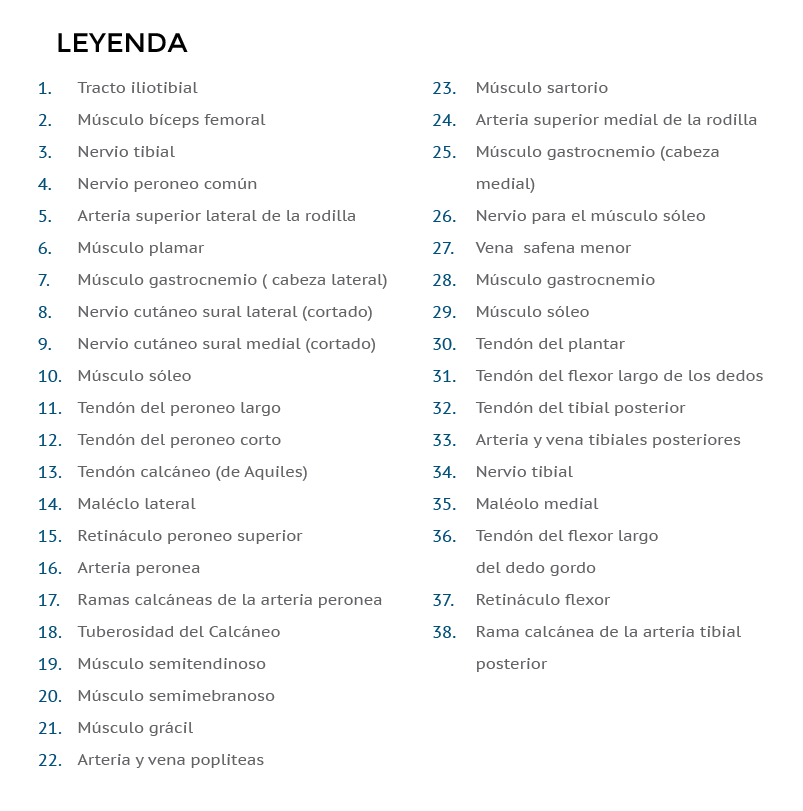 LEYENDA
1. Tracto iliotibial
2. Músculo bíceps femoral
3. Nervio tibial
4. Nervio peroneo común
5. Arteria superior lateral de la rodilla
6. Músculo plamar
7. Músculo gastrocnemio ( cabeza lateral)
8. Nervio cutáneo sural lateral (cortado)
9. Nervio cutáneo sural medial (cortado)
10. Músculo sóleo
11. Tendón del peroneo largo
12. Tendón del peroneo corto
13. Tendón calcáneo (de Aquiles)
14. Maléclo lateral
15. Retináculo peroneo superior
16. Arteria peronea
17. Ramas calcáneas de la arteria peronea
18. Tuberosidad del Calcáneo
19. Músculo semitendinoso
20. Músculo semimebranoso
21. Músculo grácil
22. Arteria y vena popliteas
23. Músculo sartorio
24. Arteria superior medial de la rodilla
25. Músculo gastrocnemio (cabeza
medial)
26. Nervio para el músculo sóleo
27. Vena  safena menor
28. Músculo gastrocnemio
29. Músculo sóleo
30. Tendón del plantar
31. Tendón del flexor largo de los dedos
32. Tendón del tibial posterior
33. Arteria y vena tibiales posteriores
34. Nervio tibial
35. Maléolo medial
36. Tendón del flexor largo
del dedo gordo
37. Retináculo flexor
38. Rama calcánea de la arteria tibial
posterior